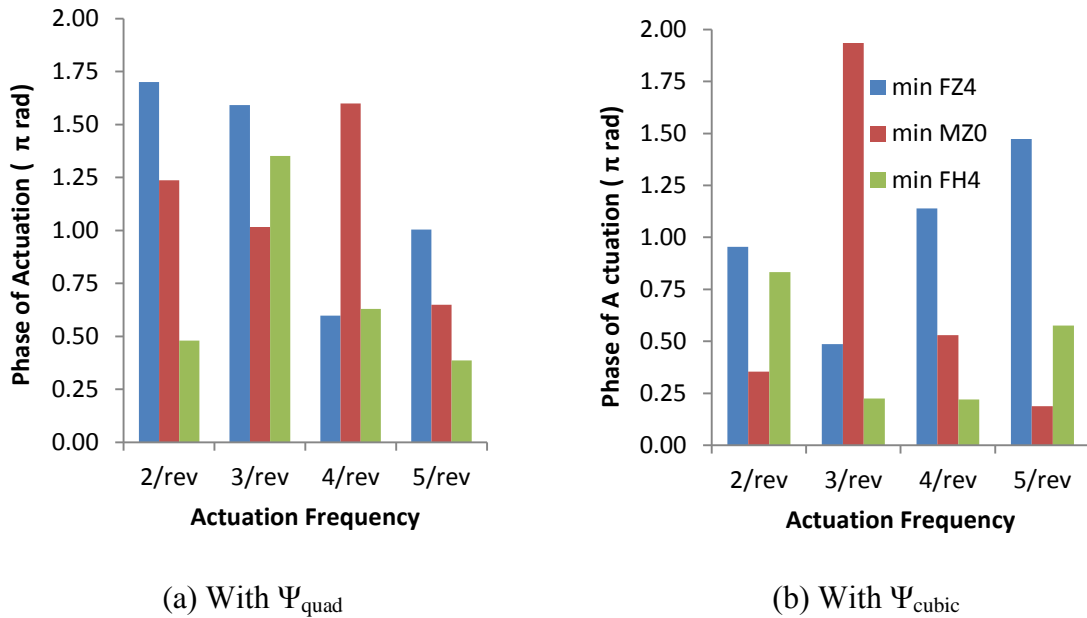 2.00
1.75
1.50
1.25
1.00
0.75
0.50
0.25
0.00
Phase of Actuation ( π rad)
2/rev 3/rev 4/rev 5/rev
Actuation Frequency
(a) With Ψquad
2.00
1.75
1.50
1.25
1.00
0.75
0.50
0.25
0.00
Phase of A ctuation ( π rad)
min FZ4
min MZ0
min FH4
2/rev 3/rev 4/rev 5/rev
Actuation Frequency
(b) With Ψcubic